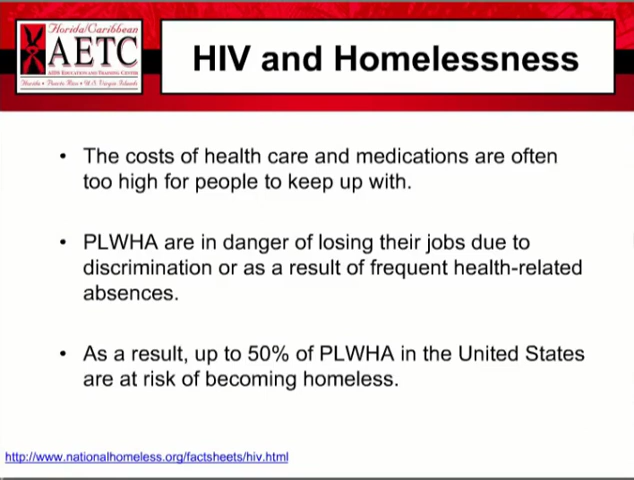 Florida/Caribbean
AETC
AIDS EDUCATION AND TRAINING CENTER
Florida • Puerto Rico • U.S. Virgin Islands
HIV and Homelessness
• The costs of health care and medications are often
too high for people to keep up with.
• PLWHA are in danger of losing their jobs due to
discrimination or as a result of frequent health-related
absences.
• As a result, up to 50% of PLWHA in the United States
are at risk of becoming homeless.
http://www.nationalhomeless.org/factsheets/hiv.html